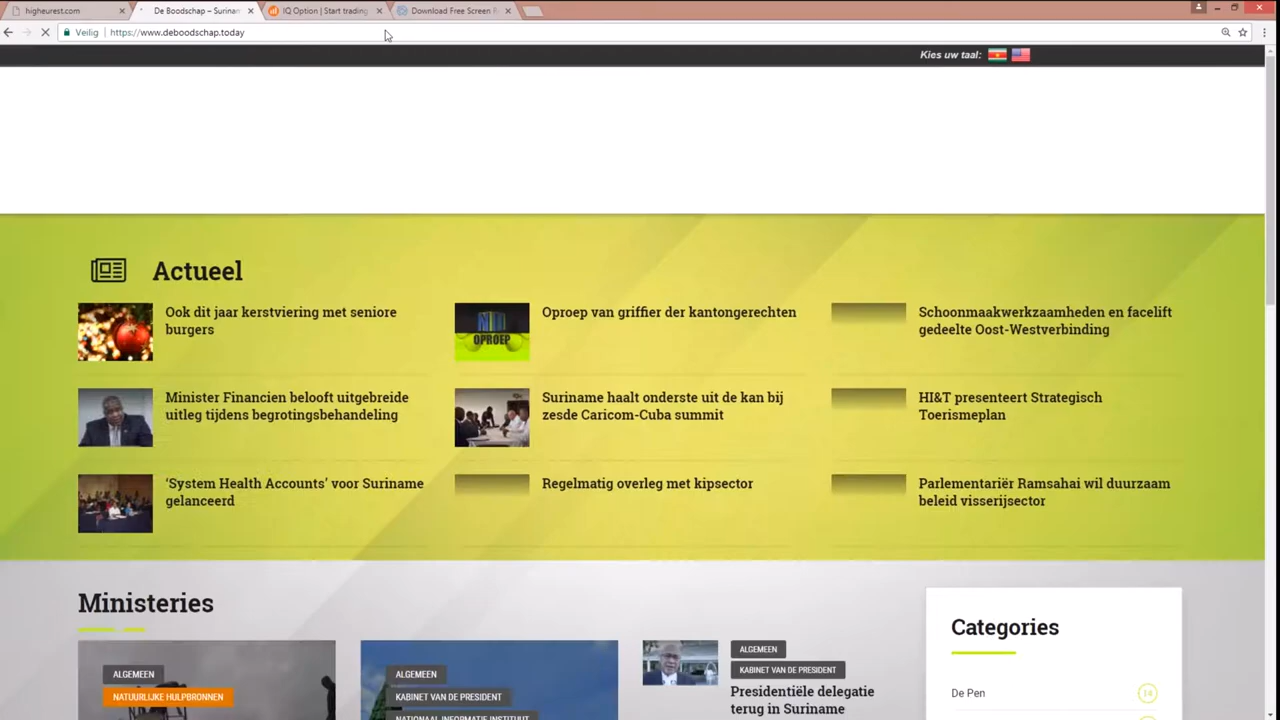 higheurest.com
De Boodschap – Surinam
IQ Option | Start trading
Download Free Screen R
Veilig
https://www.deboodschap.today
Kies uw taal:
Actueel
Ook dit jaar kerstviering met seniore
burgers
Oproep van griffier der kantongerechten
OPROEP
Schoonmaakwerkzaamheden en facelift
gedeelte Oost-Westverbinding
Minister Financien belooft uitgebreide
uitleg tijdens begrotingsbehandeling
Suriname haalt onderste uit de kan bij
zesde Caricom-Cuba summit
HI&T presenteert Strategisch
Toerismeplan
‘System Health Accounts’ voor Suriname
gelanceerd
Regelmatig overleg met kipsector
Parlementariër Ramsahai wil duurzaam
beleid visserijsector
Ministeries
ALGEMEEN
NATUURLIJKE HULPBRONNEN
ALGEMEEN
KABINET VAN DE PRESIDENT
NATIONAAL INFORMATIE INSTITUUT
ALGEMEEN
KABINET VAN DE PRESIDENT
Presidentiële delegatie
terug in Suriname
Categories
De Pen
14